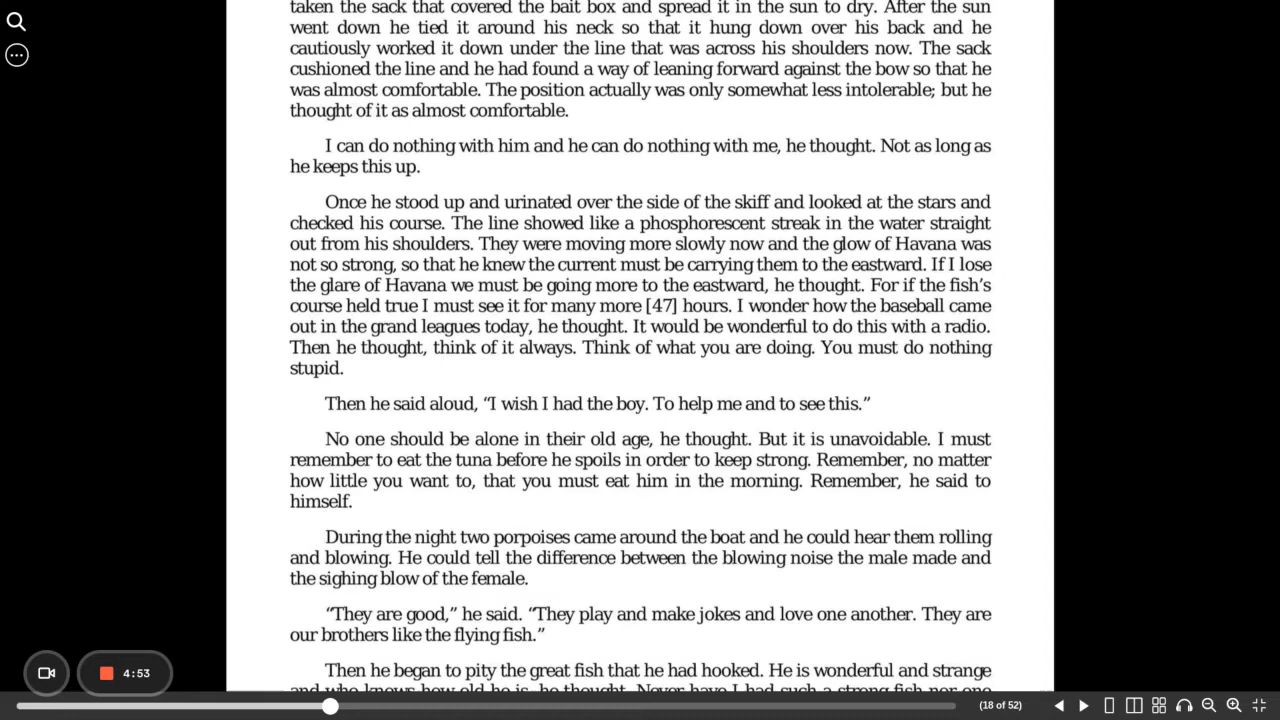 taken the sack that covered the bait box and spread it in the sun to dry. After the sun
went down he tied it around his neck so that it hung down over his back and he
cautiously worked it down under the line that was across his shoulders now. The sack
cushioned the line and he had found a way of leaning forward against the bow so that he
was almost comfortable. The position actually was only somewhat less intolerable; but he
thought of it as almost comfortable.
I can do nothing with him and he can do nothing with me, he thought. Not as long as
he keeps this up.
Once he stood up and urinated over the side of the skiff and looked at the stars and
checked his course. The line showed like a phosphorescent streak in the water straight
out from his shoulders. They were moving more slowly now and the glow of Havana was
not so strong, so that he knew the current must be carrying them to the eastward. If I lose
the glare of Havana we must be going more to the eastward, he thought. For if the fish’s
course held true I must see it for many more [47] hours. I wonder how the baseball came
out in the grand leagues today, he thought. It would be wonderful to do this with a radio.
Then he thought, think of it always. Think of what you are doing. You must do nothing
stupid.
Then he said aloud, “I wish I had the boy. To help me and to see this.”
No one should be alone in their old age, he thought. But it is unavoidable. I must
remember to eat the tuna before he spoils in order to keep strong. Remember, no matter
how little you want to, that you must eat him in the morning. Remember, he said to
himself.
During the night two porpoises came around the boat and he could hear them rolling
and blowing. He could tell the difference between the blowing noise the male made and
the sighing blow of the female.
“They are good,” he said. “They play and make jokes and love one another. They are
our brothers like the flying fish.”
Then he began to pity the great fish that he had hooked. He is wonderful and strange
and who knows how old he is, he thought. Never have I had such a strong fish nor one
4:53
(18 of 52)